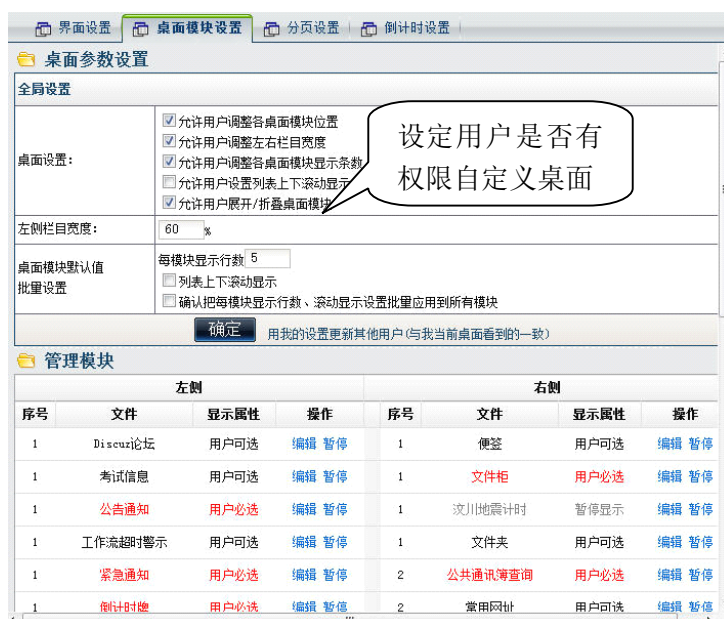 界面设置 桌面模块设置 分页设置 倒计时设置
桌面参数设置
全局设置
桌面设置:
允许用户调整各桌面模块位置
允许用户调整左右栏目宽度
允许用户调整各桌面模块显示条数
允许用户设置列表上下滚动显示
允许用户展开/折叠桌面模块
设定用户是否有
权限自定义桌面
左侧栏目宽度: 60 %
桌面模块默认值
批量设置
每模块显示行数 5
列表上下滚动显示
确认把每模块显示行数、滚动显示设置批量应用到所有模块
确定 用我的设置更新其他用户(与我当前桌面看到的一致)
管理模块
左侧 右侧
序号 文件 显示属性 操作 序号 文件 显示属性 操作
1 Discuz论坛 用户可选 编辑 暂停 1 便签 用户可选 编辑 暂停
1 考试信息 用户可选 编辑 暂停 1 文件柜 用户必选 编辑 暂停
1 公告通知 用户必选 编辑 暂停 1 汶川地震计时 暂停显示 编辑 暂停
1 工作流超时警示 用户可选 编辑 暂停 1 文件夹 用户可选 编辑 暂停
1 紧急通知 用户必选 编辑 暂停 2 公共通讯簿查询 用户必选 编辑 暂停
1 倒计时牌 用户必选 编辑 暂停 2 常用网址 用户可选 编辑 暂停